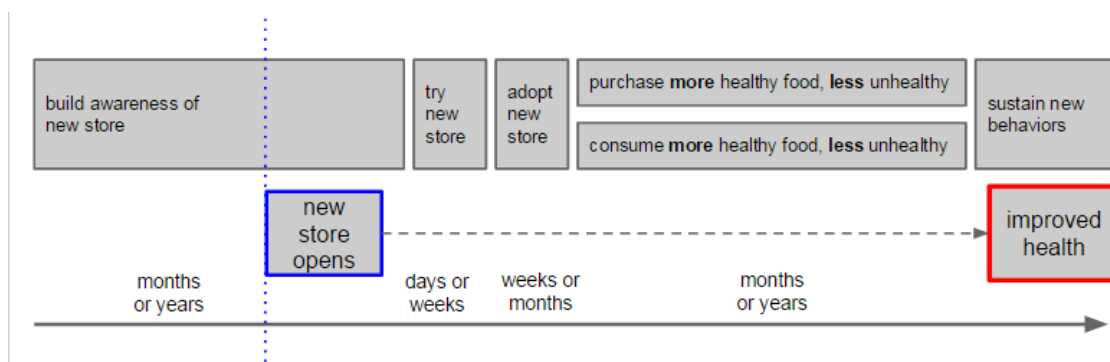 build awareness of
new store
try
new
store
adopt
new
store
purchase more healthy food, less unhealthy
consume more healthy food, less unhealthy
sustain new
behaviors
new
store
opens
improved
health
months
or years
days or
weeks
weeks or
months
months
or years